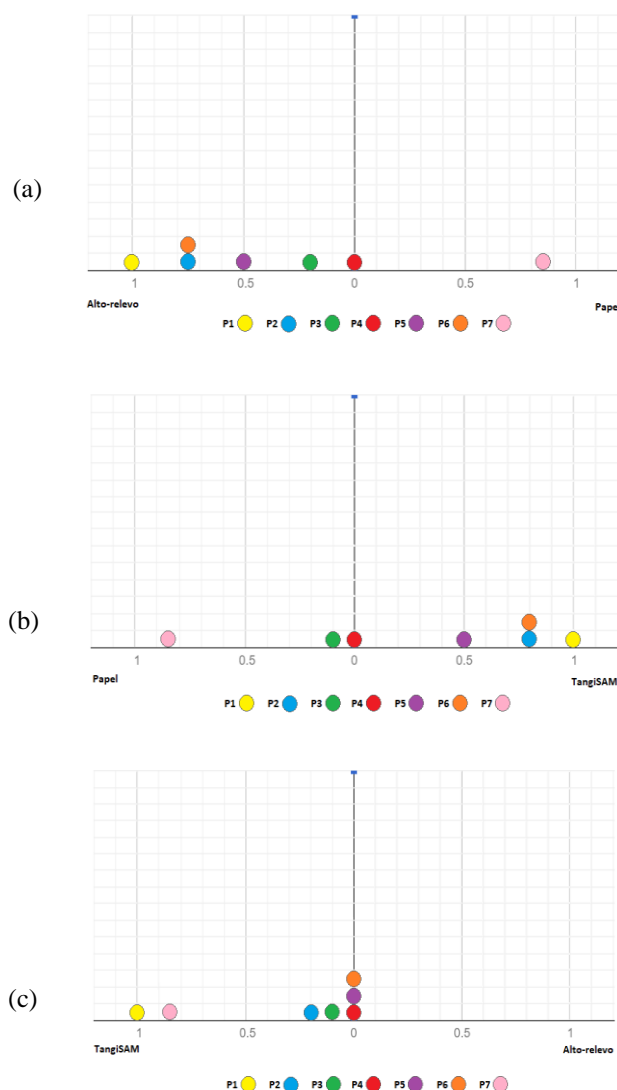 (a)
1 0.5 0 0.5 1
Alto-relevo Papel
P1 P2 P3 P4 P5 P6 P7
(b)
1 0.5 0 0.5 1
Papel TangiSAM
P1 P2 P3 P4 P5 P6 P7
(c)
1 0.5 0 0.5 1
TangiSAM Alto-relevo
P1 P2 P3 P4 P5 P6 P7